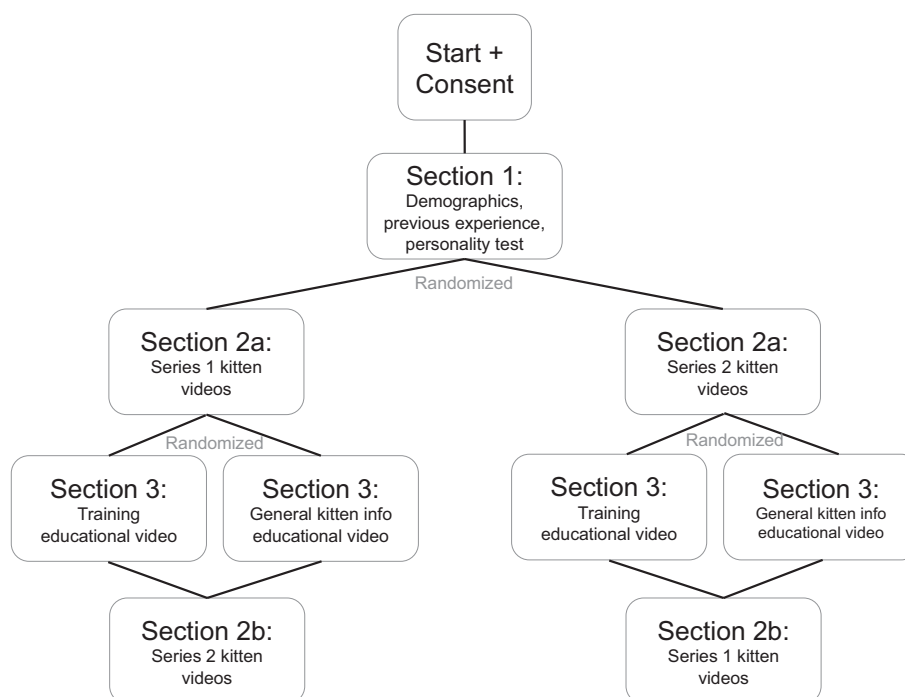 Start +
Consent
Section 1:
Demographics,
previous experience,
personality test
Randomized
Section 2a:
Series 1 kitten
videos
Section 2a:
Series 2 kitten
videos
Randomized
Randomized
Section 3:
Training
educational video
Section 3:
General kitten info
educational video
Section 3:
Training
educational video
Section 3:
General kitten info
educational video
Section 2b:
Series 2 kitten
videos
Section 2b:
Series 1 kitten
videos